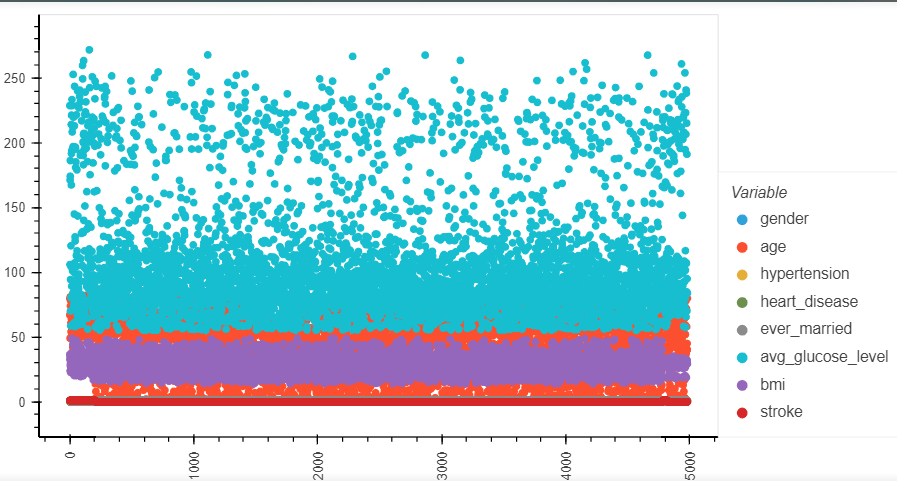 250
200
150
100
50
0
0
1000
2000
3000
4000
5000
Variable
gender
age
hypertension
heart_disease
ever_married
avg_glucose_level
bmi
stroke